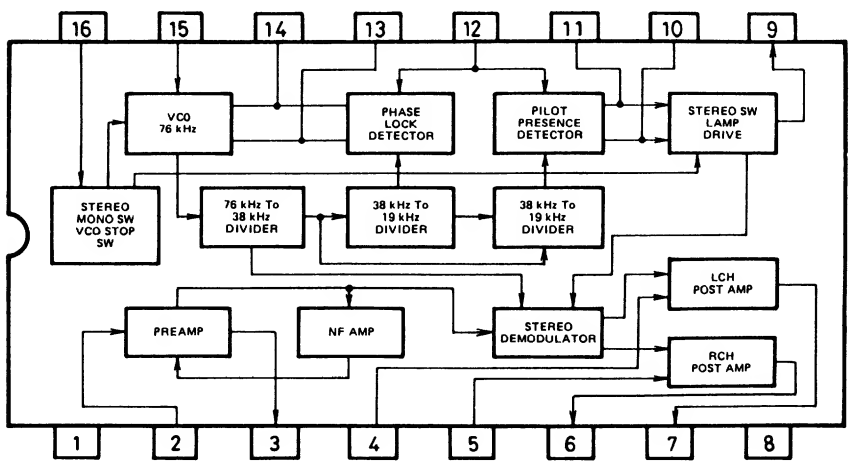 16 15 14 13 12 11 10 9
VCO
76 kHz
PHASE
LOCK
DETECTOR
PILOT
PRESENCE
DETECTOR
STEREO SW
LAMP
DRIVE
STEREO
MONO SW
VCO STOP
SW
76 kHz To
38 kHz
DIVIDER
38 kHz To
19 kHz
DIVIDER
38 kHz To
19 kHz
DIVIDER
LCH
POST AMP
PREAMP
NF AMP
STEREO
DEMODULATOR
RCH
POST AMP
1 2 3 4 5 6 7 8